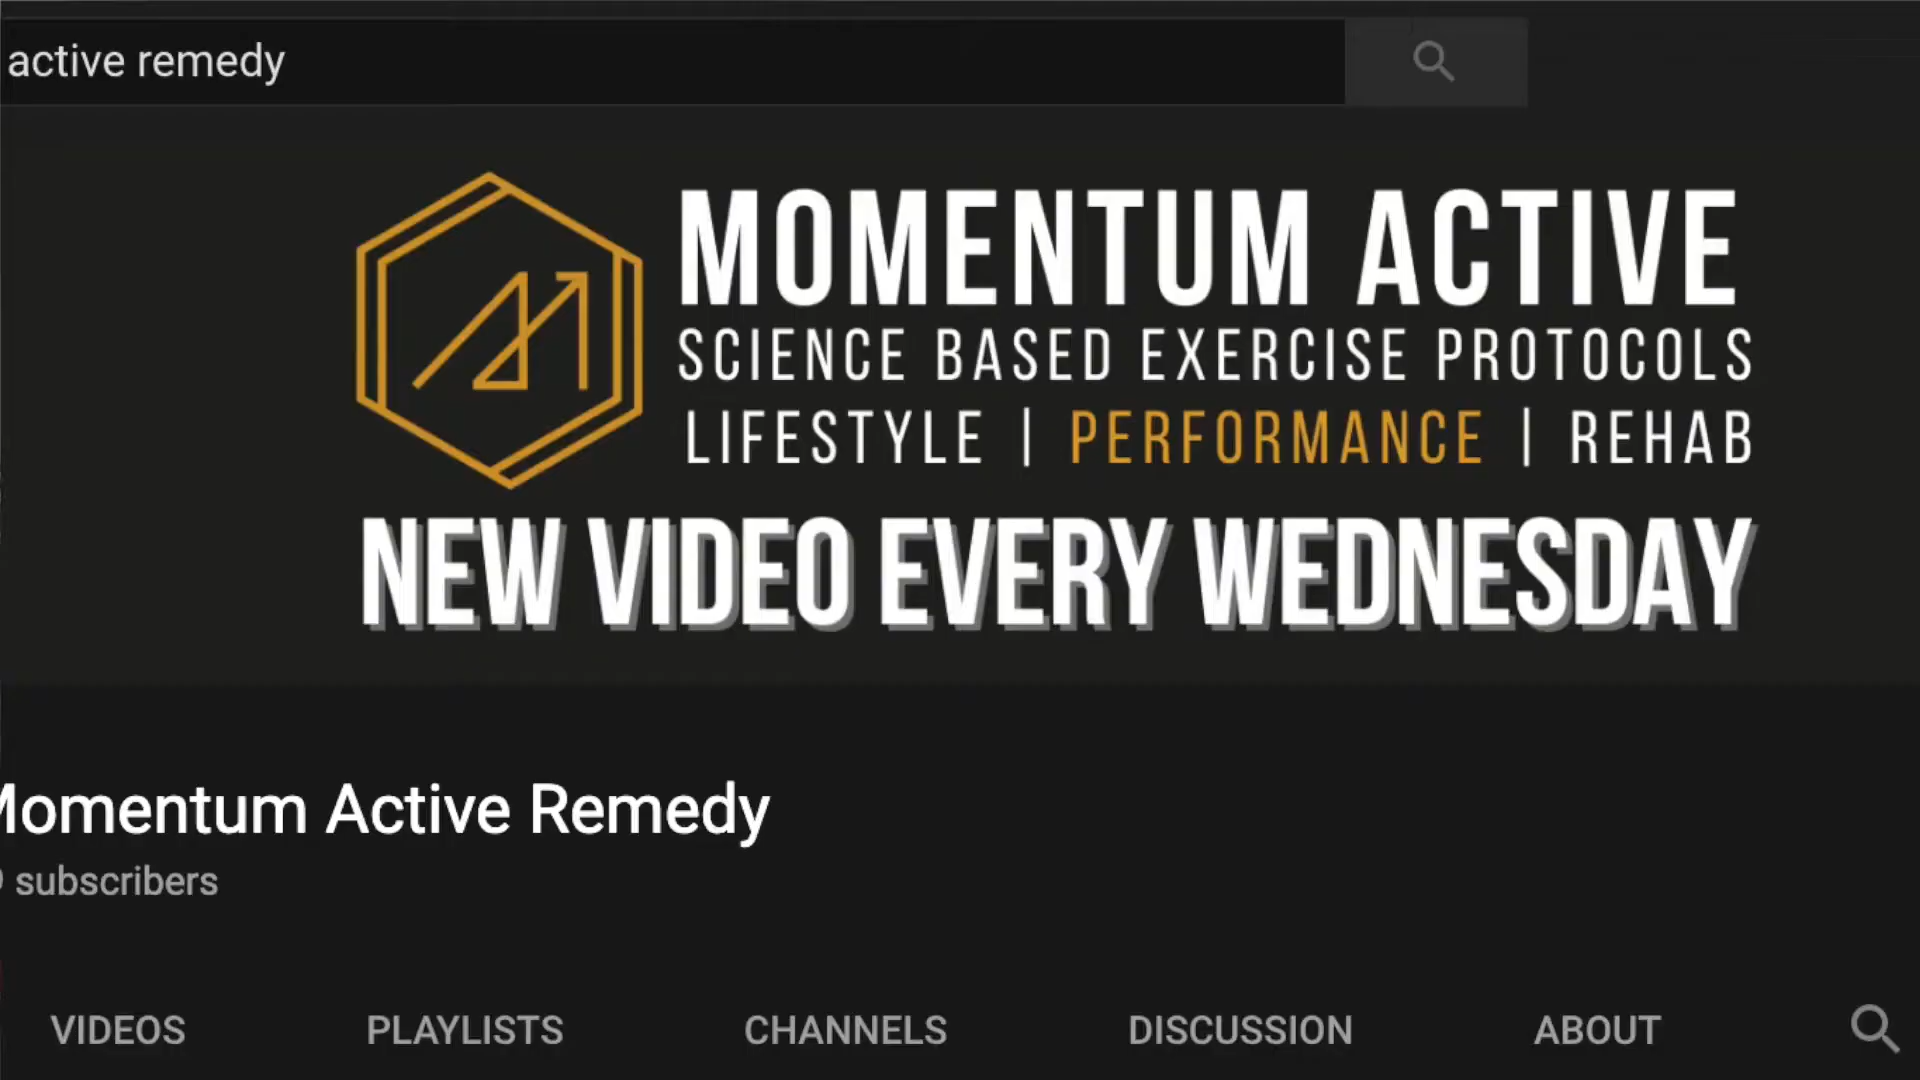 active remedy
MOMENTUM ACTIVE
SCIENCE BASED EXERCISE PROTOCOLS
LIFESTYLE | PERFORMANCE | REHAB
NEW VIDEO EVERY WEDNESDAY
Momentum Active Remedy
subscribers
VIDEOS PLAYLISTS CHANNELS DISCUSSION ABOUT